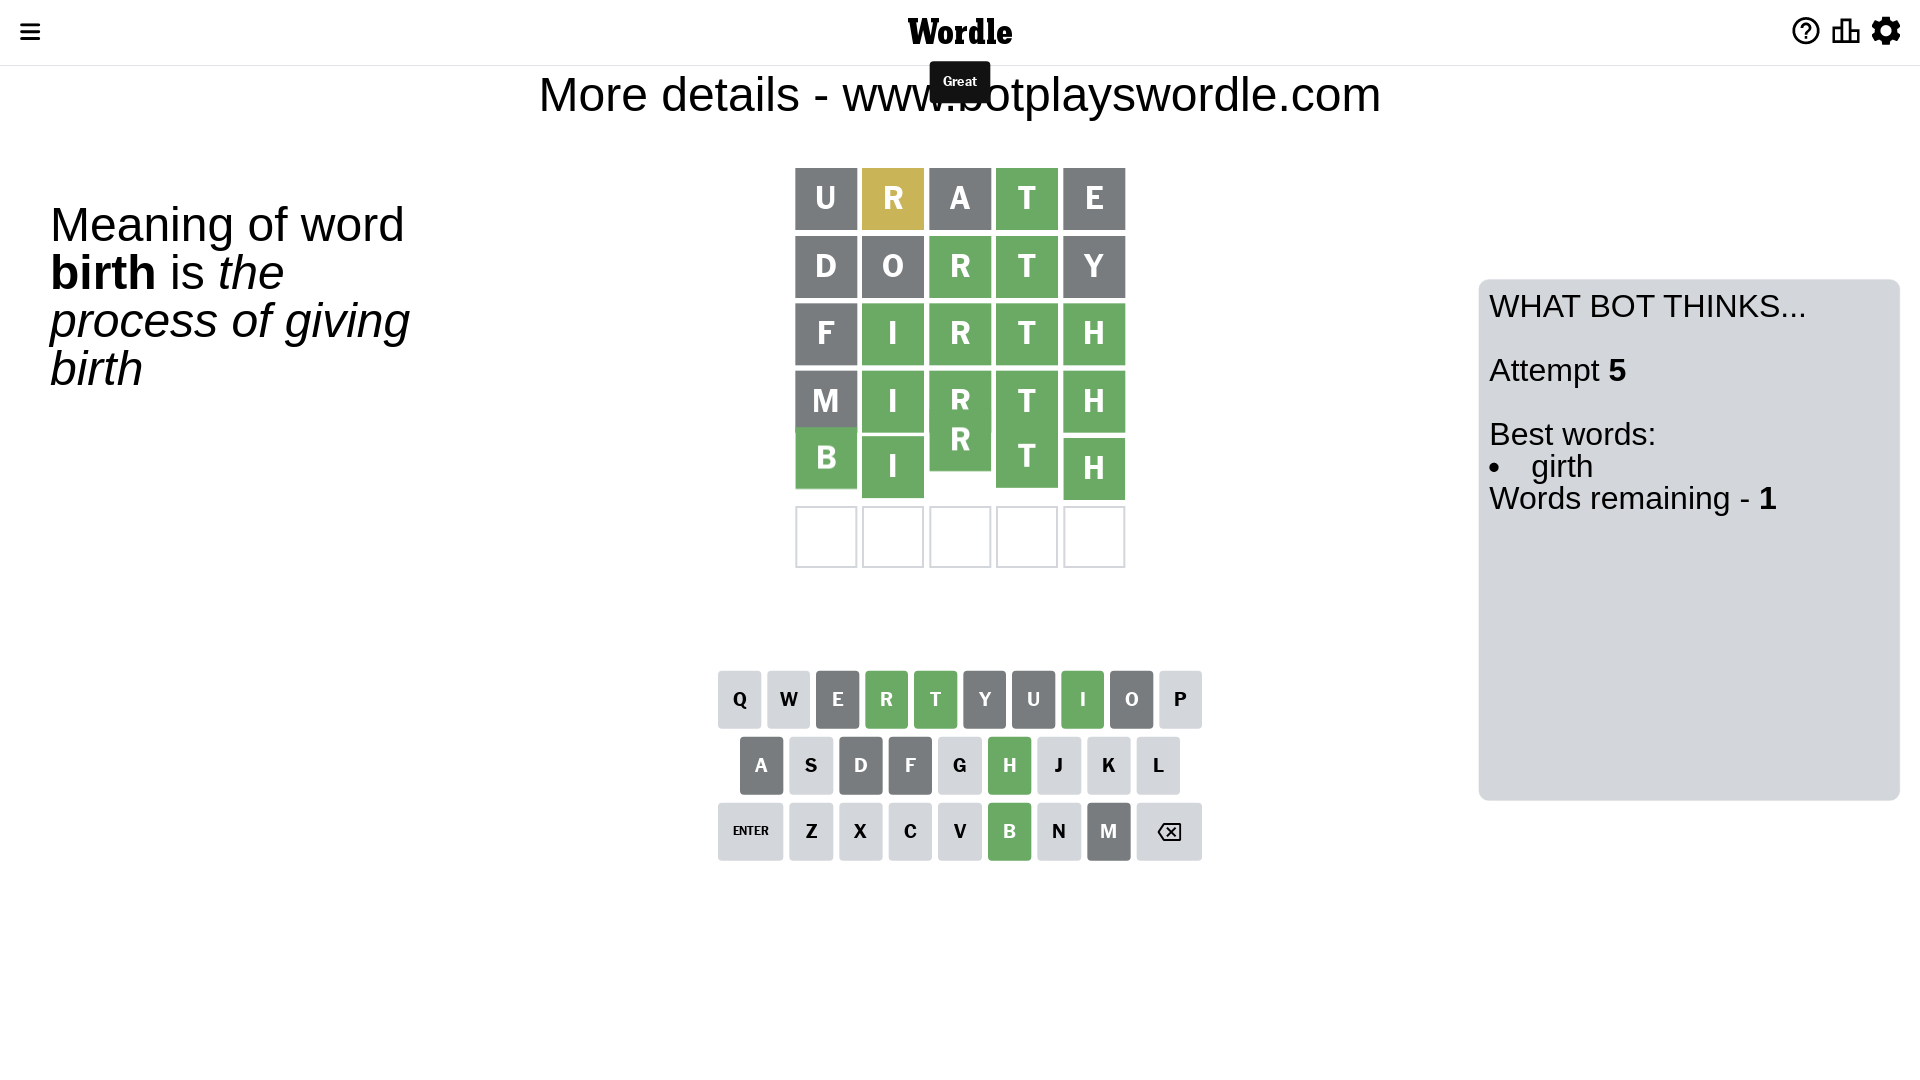 Wordle
Great
More details - www.botplayswordle.com
Meaning of word
birth is the
process of giving
birth
U R A T E
D O R T Y
F I R T H
M I R T H
B I R T H
WHAT BOT THINKS...
Attempt 5
Best words:
• girth
Words remaining - 1
Q W E R T Y U I O P
A S D F G H J K L
ENTER Z X C V B N M